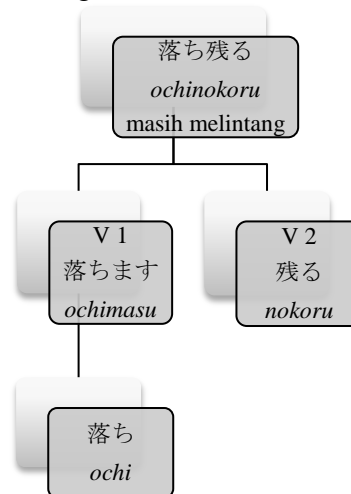 落ち残る
ochinokoru
masih melintang
V 1
落ちます
ochimasu
V 2
残る
nokoru
落ち
ochi